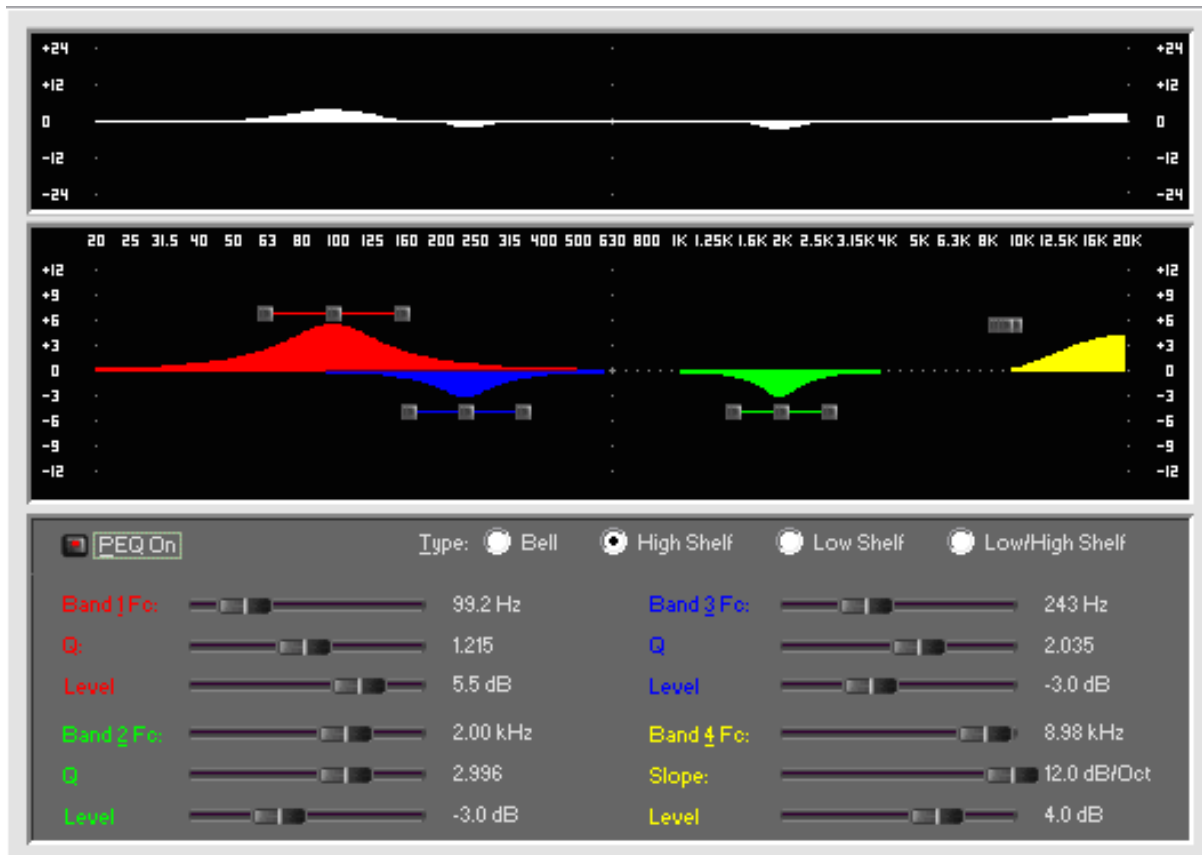 +24 +24
+12 +12
0 0
-12 -12
-24 -24
20 25 31.5 40 50 63 80 100 125 160 200 250 315 400 500 630 800 1K 1.25K 1.6K 2K 2.5K 3.15K 4K 5K 6.3K 8K 10K 12.5K 16K 20K
+12 +12
+9 +9
+6 +6
+3 +3
0 0
-3 -3
-6 -6
-9 -9
-12 -12
PEQ On Type: Bell High Shelf Low Shelf Low/High Shelf
Band 1 Fc: 99.2 Hz Band 3 Fc: 243 Hz
Q: 1.215 Q 2.035
Level 5.5 dB Level -3.0 dB
Band 2 Fc: 2.00 kHz Band 4 Fc: 8.98 kHz
Q 2.996 Slope: 12.0 dB/Oct
Level -3.0 dB Level 4.0 dB